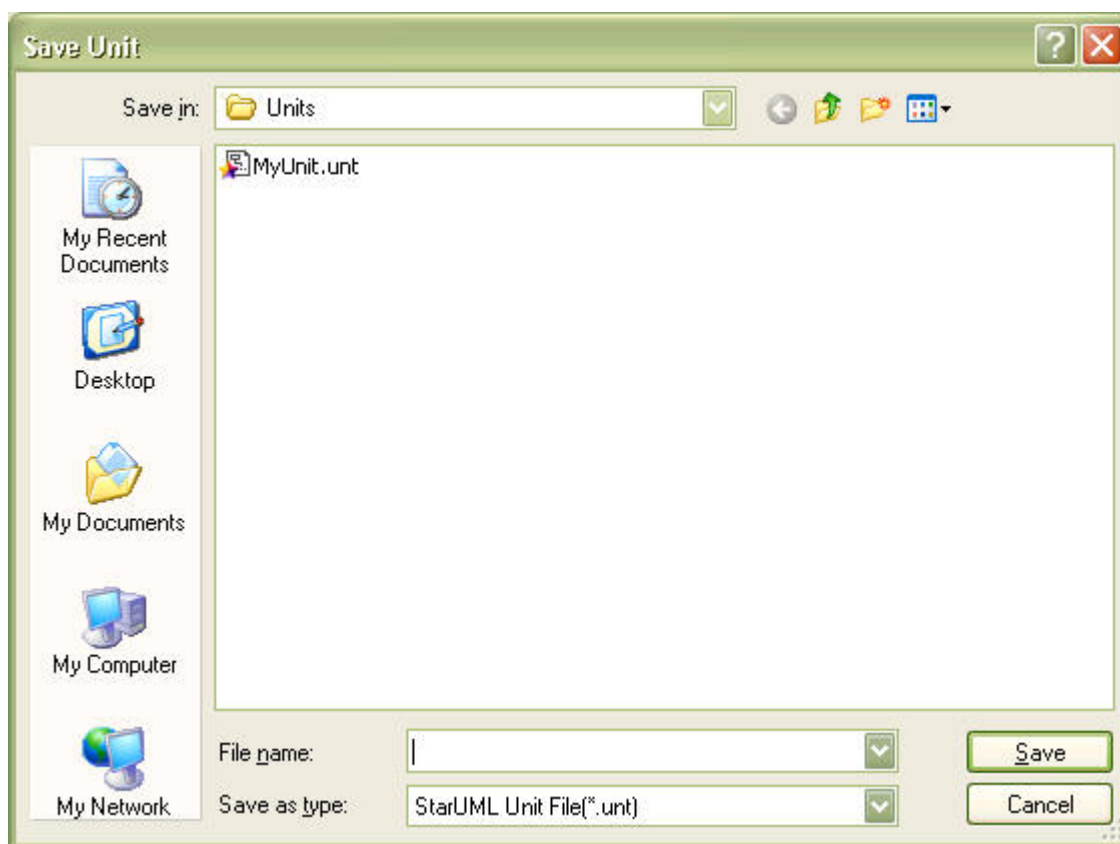 Save Unit
Save in: Units
MyUnit.unt
My Recent
Documents
Desktop
My Documents
My Computer
My Network
File name:
Save
Save as type: StarUML Unit File(*.unt)
Cancel